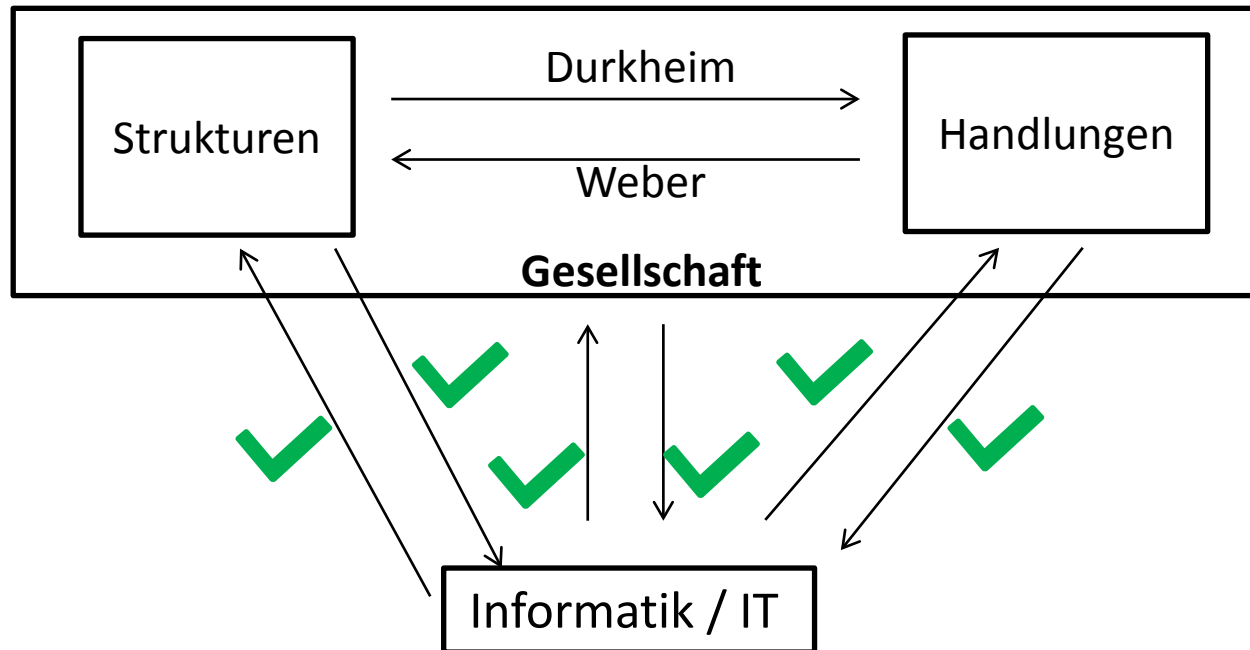 Durkheim
Strukturen
Handlungen
Weber
Gesellschaft
Informatik / IT